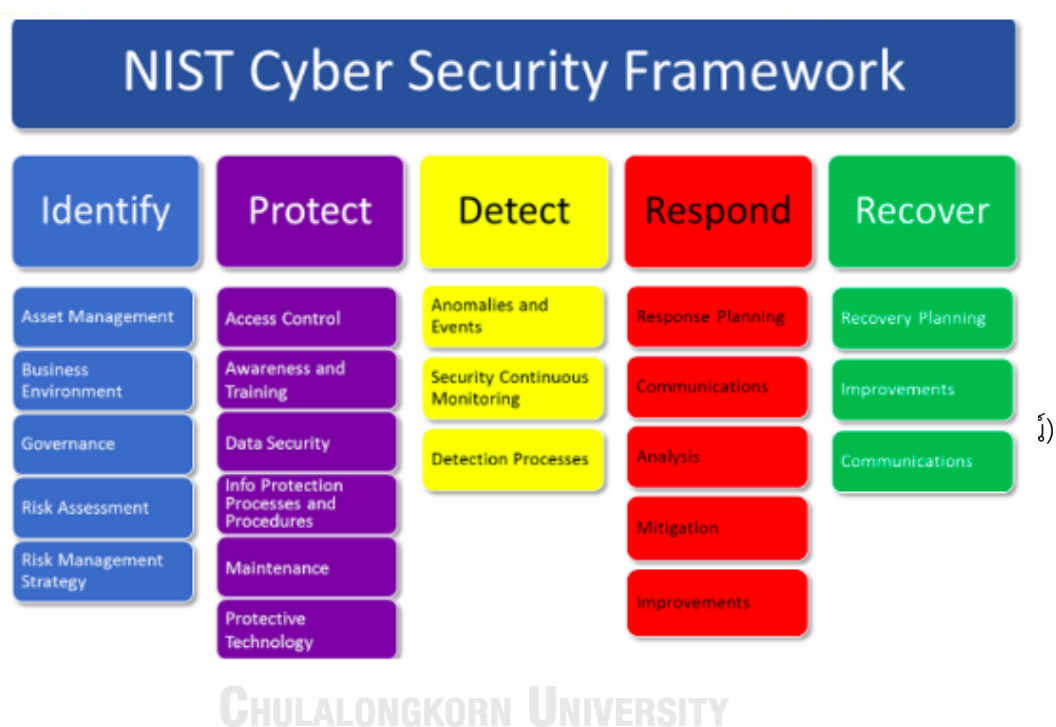 NIST Cyber Security Framework
Identify
Asset Management
Business
Environment
Governance
Risk Assessment
Risk Management
Strategy
Protect
Access Control
Awareness and
Training
Data Security
Info Protection
Processes and
Procedures
Maintenance
Protective
Technology
Detect
Anomalies and
Events
Security Continuous
Monitoring
Detection Processes
Respond
Response Planning
Communications
Analysis
Mitigation
Improvements
Recover
Recovery Planning
Improvements
Communications
CHULALONGKORN UNIVERSITY